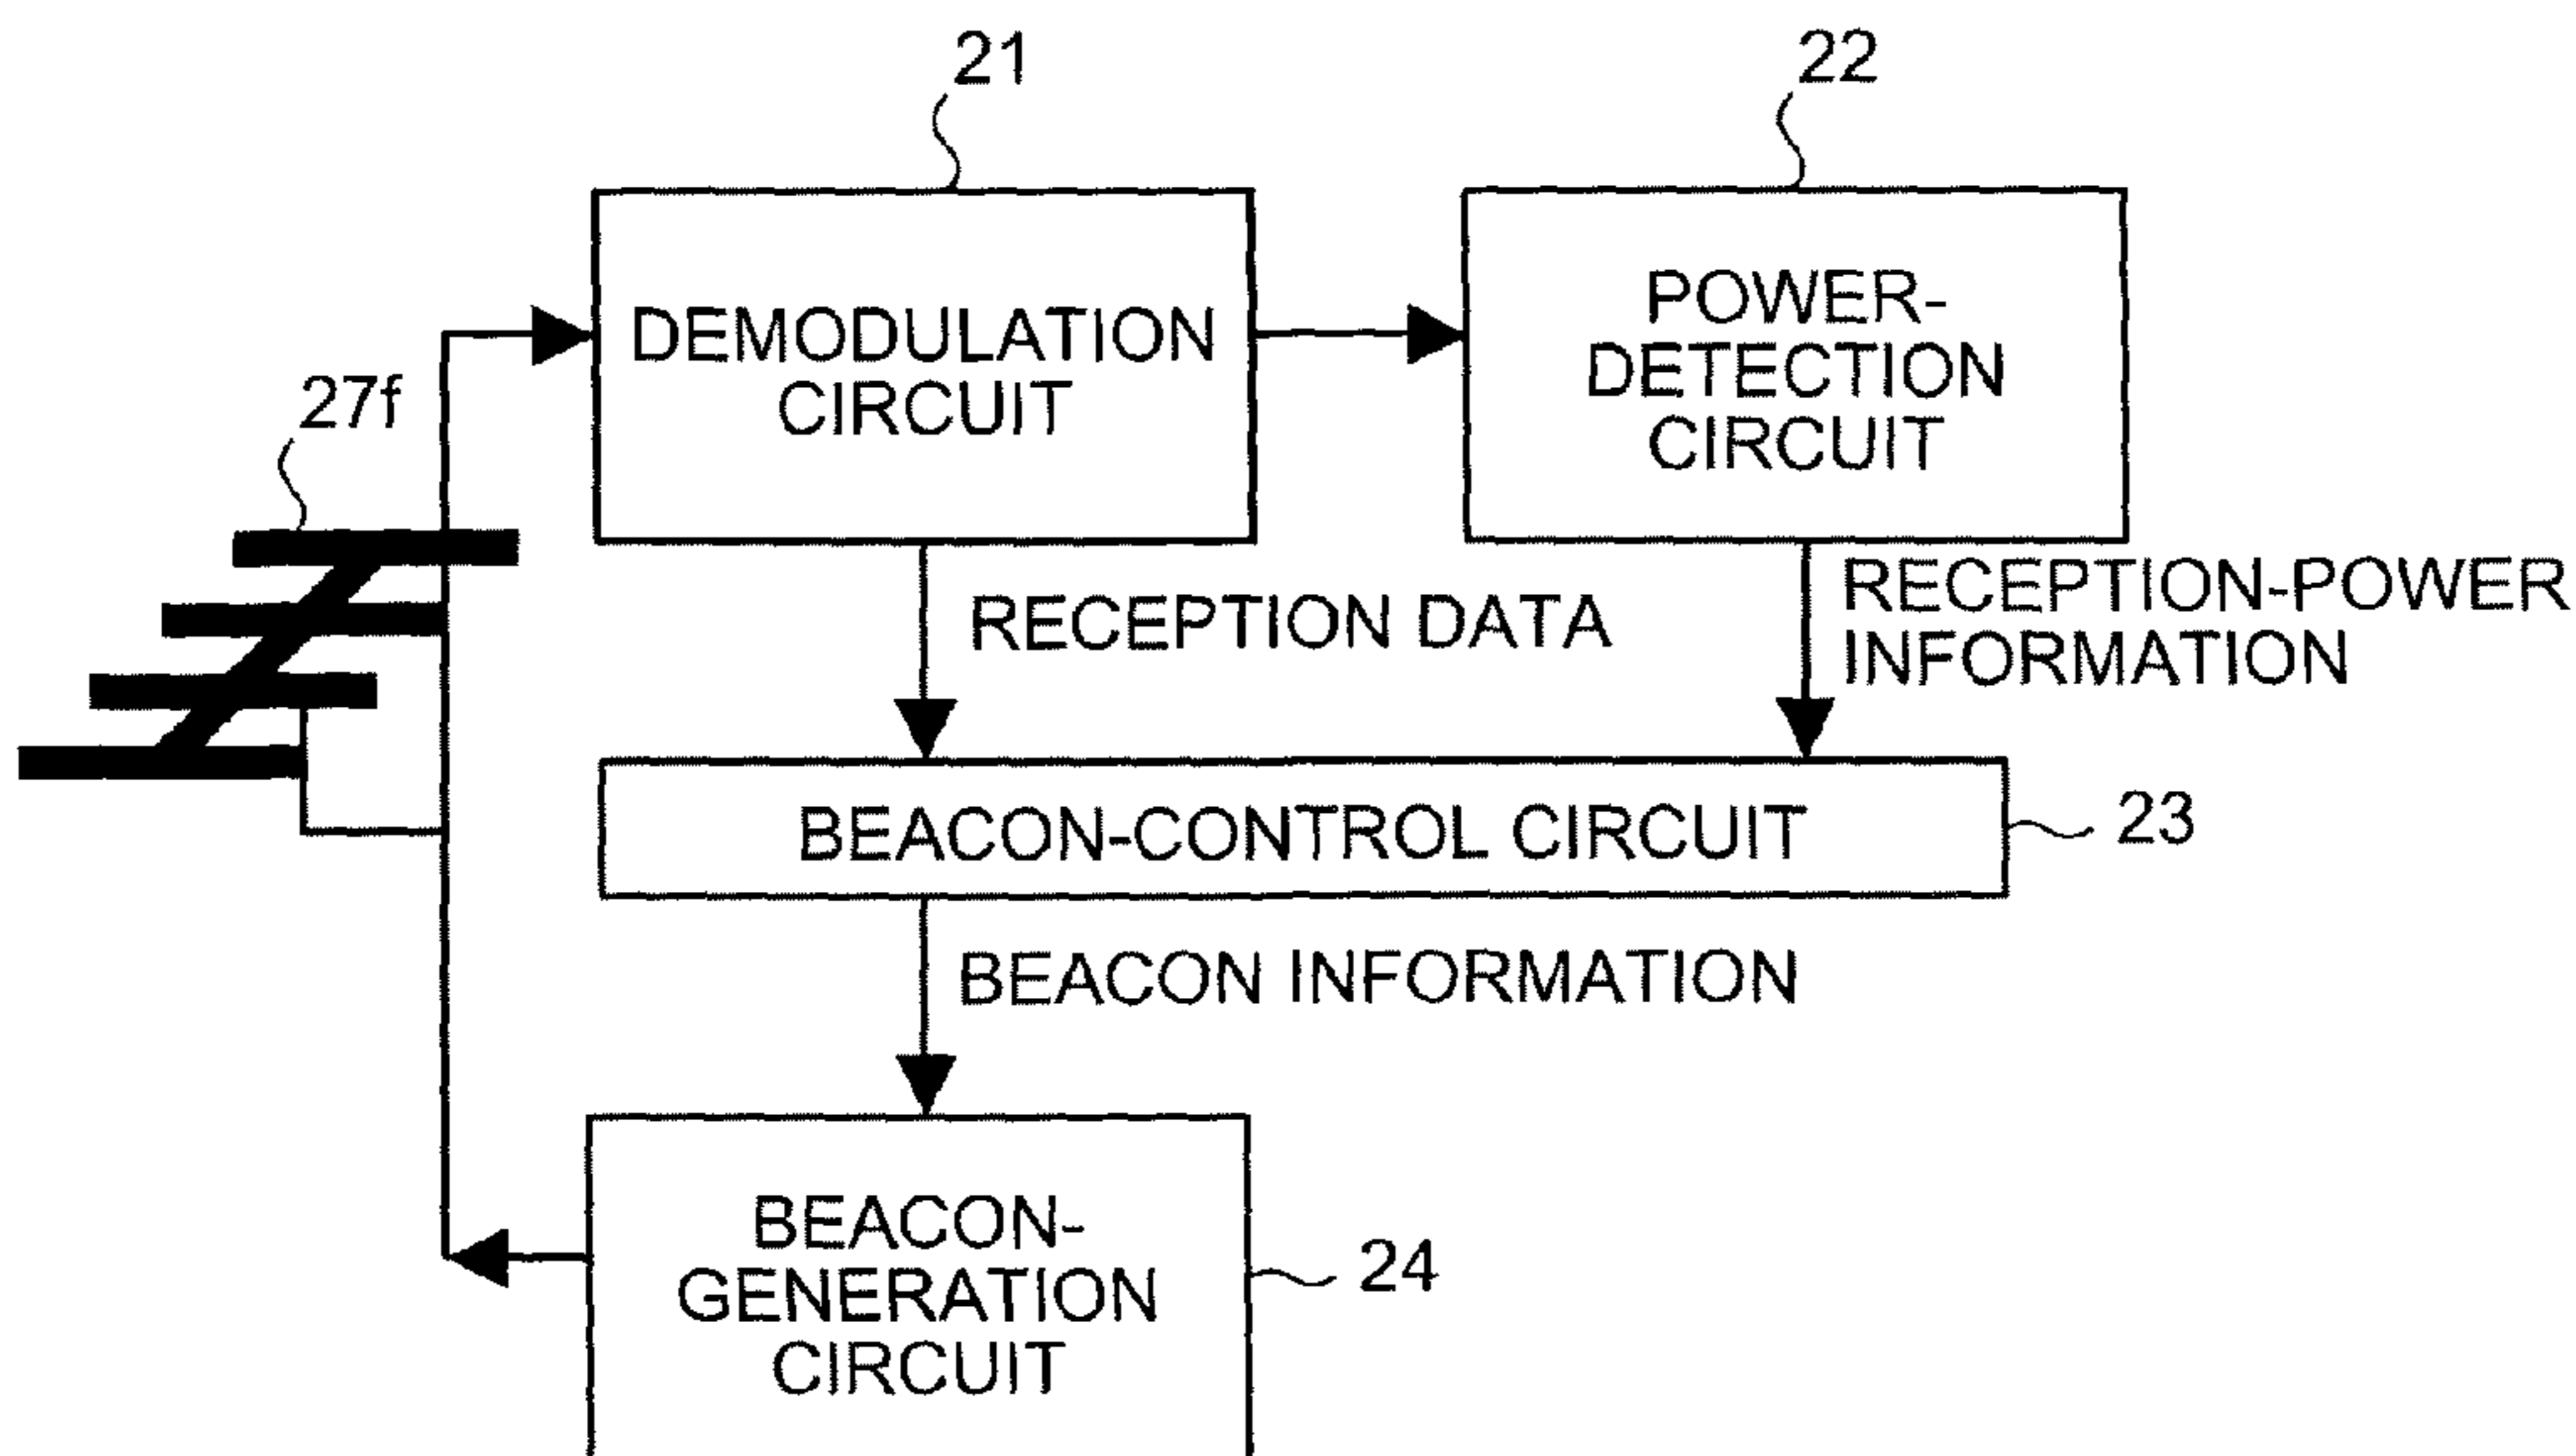 21
22
DEMODULATION
CIRCUIT
POWER-
DETECTION
CIRCUIT
27f
RECEPTION DATA
RECEPTION-POWER
INFORMATION
BEACON-CONTROL CIRCUIT
23
BEACON INFORMATION
BEACON-
GENERATION
CIRCUIT
24